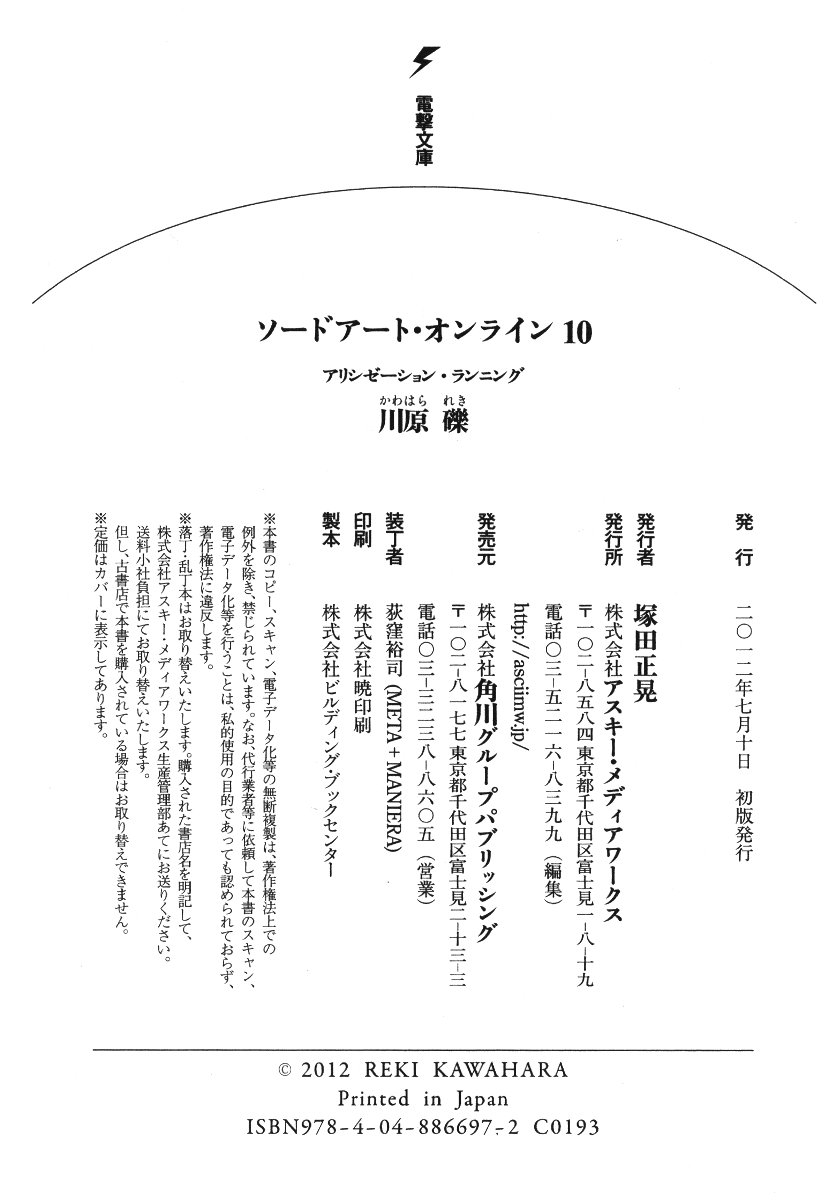 電撃文庫
ソードアート・オンライン10
アリシゼーション・ランニング
かわはら れき
川原 礫
発 行 二〇一二年七月十日 初版発行
発行者 塚田正晃
発行所 株式会社アスキー・メディアワークス
〒一〇二-八五八四 東京都千代田区富士見一-八-十九
電話〇三-五二一六-八三九九（編集）
http://asciimw.jp/
発売元 株式会社角川グループパブリッシング
〒一〇二-八一七七 東京都千代田区富士見二-十三-三
電話〇三-三二三八-八六〇五（営業）
装丁者 荻窪裕司 (META + MANIERA)
印刷 株式会社暁印刷
製本 株式会社ビルディング・ブックセンター
※本書のコピー、スキャン、電子データ化等の無断複製は、著作権法上での
例外を除き、禁じられています。なお、代行業者等に依頼して本書のスキャン、
電子データ化等を行うことは、私的使用の目的であっても認められておらず、
著作権法に違反します。
※落丁・乱丁本はお取り替えいたします。購入された書店名を明記して、
株式会社アスキー・メディアワークス生産管理部あてにお送りください。
送料小社負担にてお取り替えいたします。
但し、古書店で本書を購入されている場合はお取り替えできません。
※定価はカバーに表示してあります。
© 2012 REKI KAWAHARA
Printed in Japan
ISBN978-4-04-886697-2 C0193